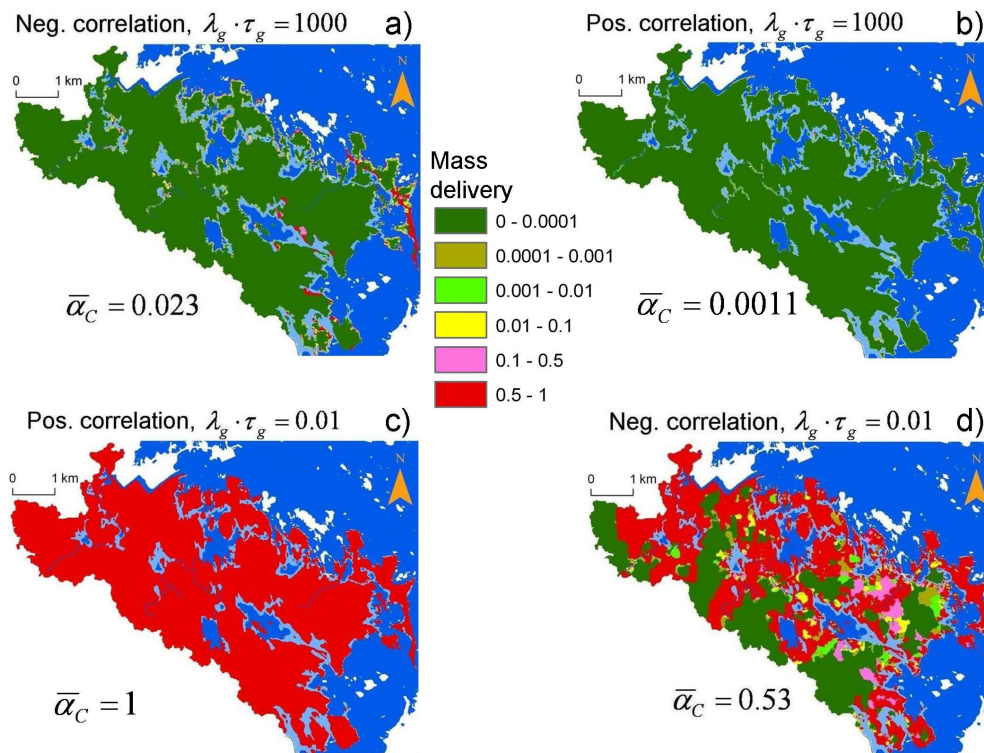 Neg. correlation, λg · τg = 1000 a)
Pos. correlation, λg · τg = 1000 b)
N
0 1 km
N
0 1 km
Mass
delivery
0 - 0.0001
0.0001 - 0.001
0.001 - 0.01
0.01 - 0.1
0.1 - 0.5
0.5 - 1
ᾱC = 0.023
ᾱC = 0.0011
Pos. correlation, λg · τg = 0.01 c)
Neg. correlation, λg · τg = 0.01 d)
N
0 1 km
N
0 1 km
ᾱC = 1
ᾱC = 0.53